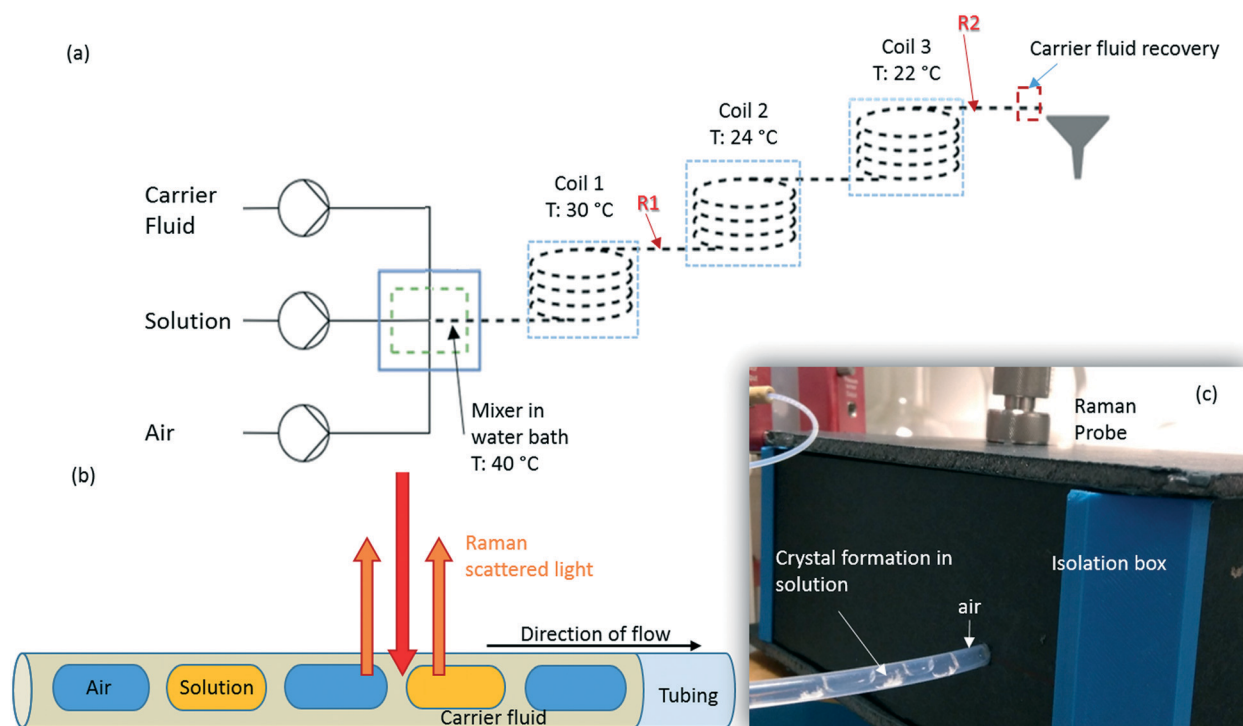 (a)
Carrier
Fluid
Solution
Air
Mixer in
water bath
T: 40 °C
Coil 1
T: 30 °C
R1
Coil 2
T: 24 °C
Coil 3
T: 22 °C
R2
Carrier fluid recovery
(b)
Raman
scattered light
Direction of flow
Air
Solution
Carrier fluid
Tubing
(c)
Raman
Probe
Crystal formation in
solution
air
Isolation box